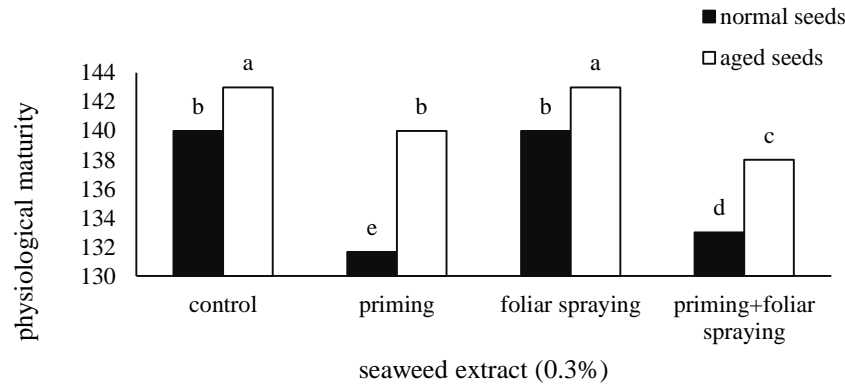 normal seeds
aged seeds
physiological maturity
144
142
140
138
136
134
132
130
b
a
e
b
b
a
d
c
control
priming
foliar spraying
priming+foliar
spraying
seaweed extract (0.3%)